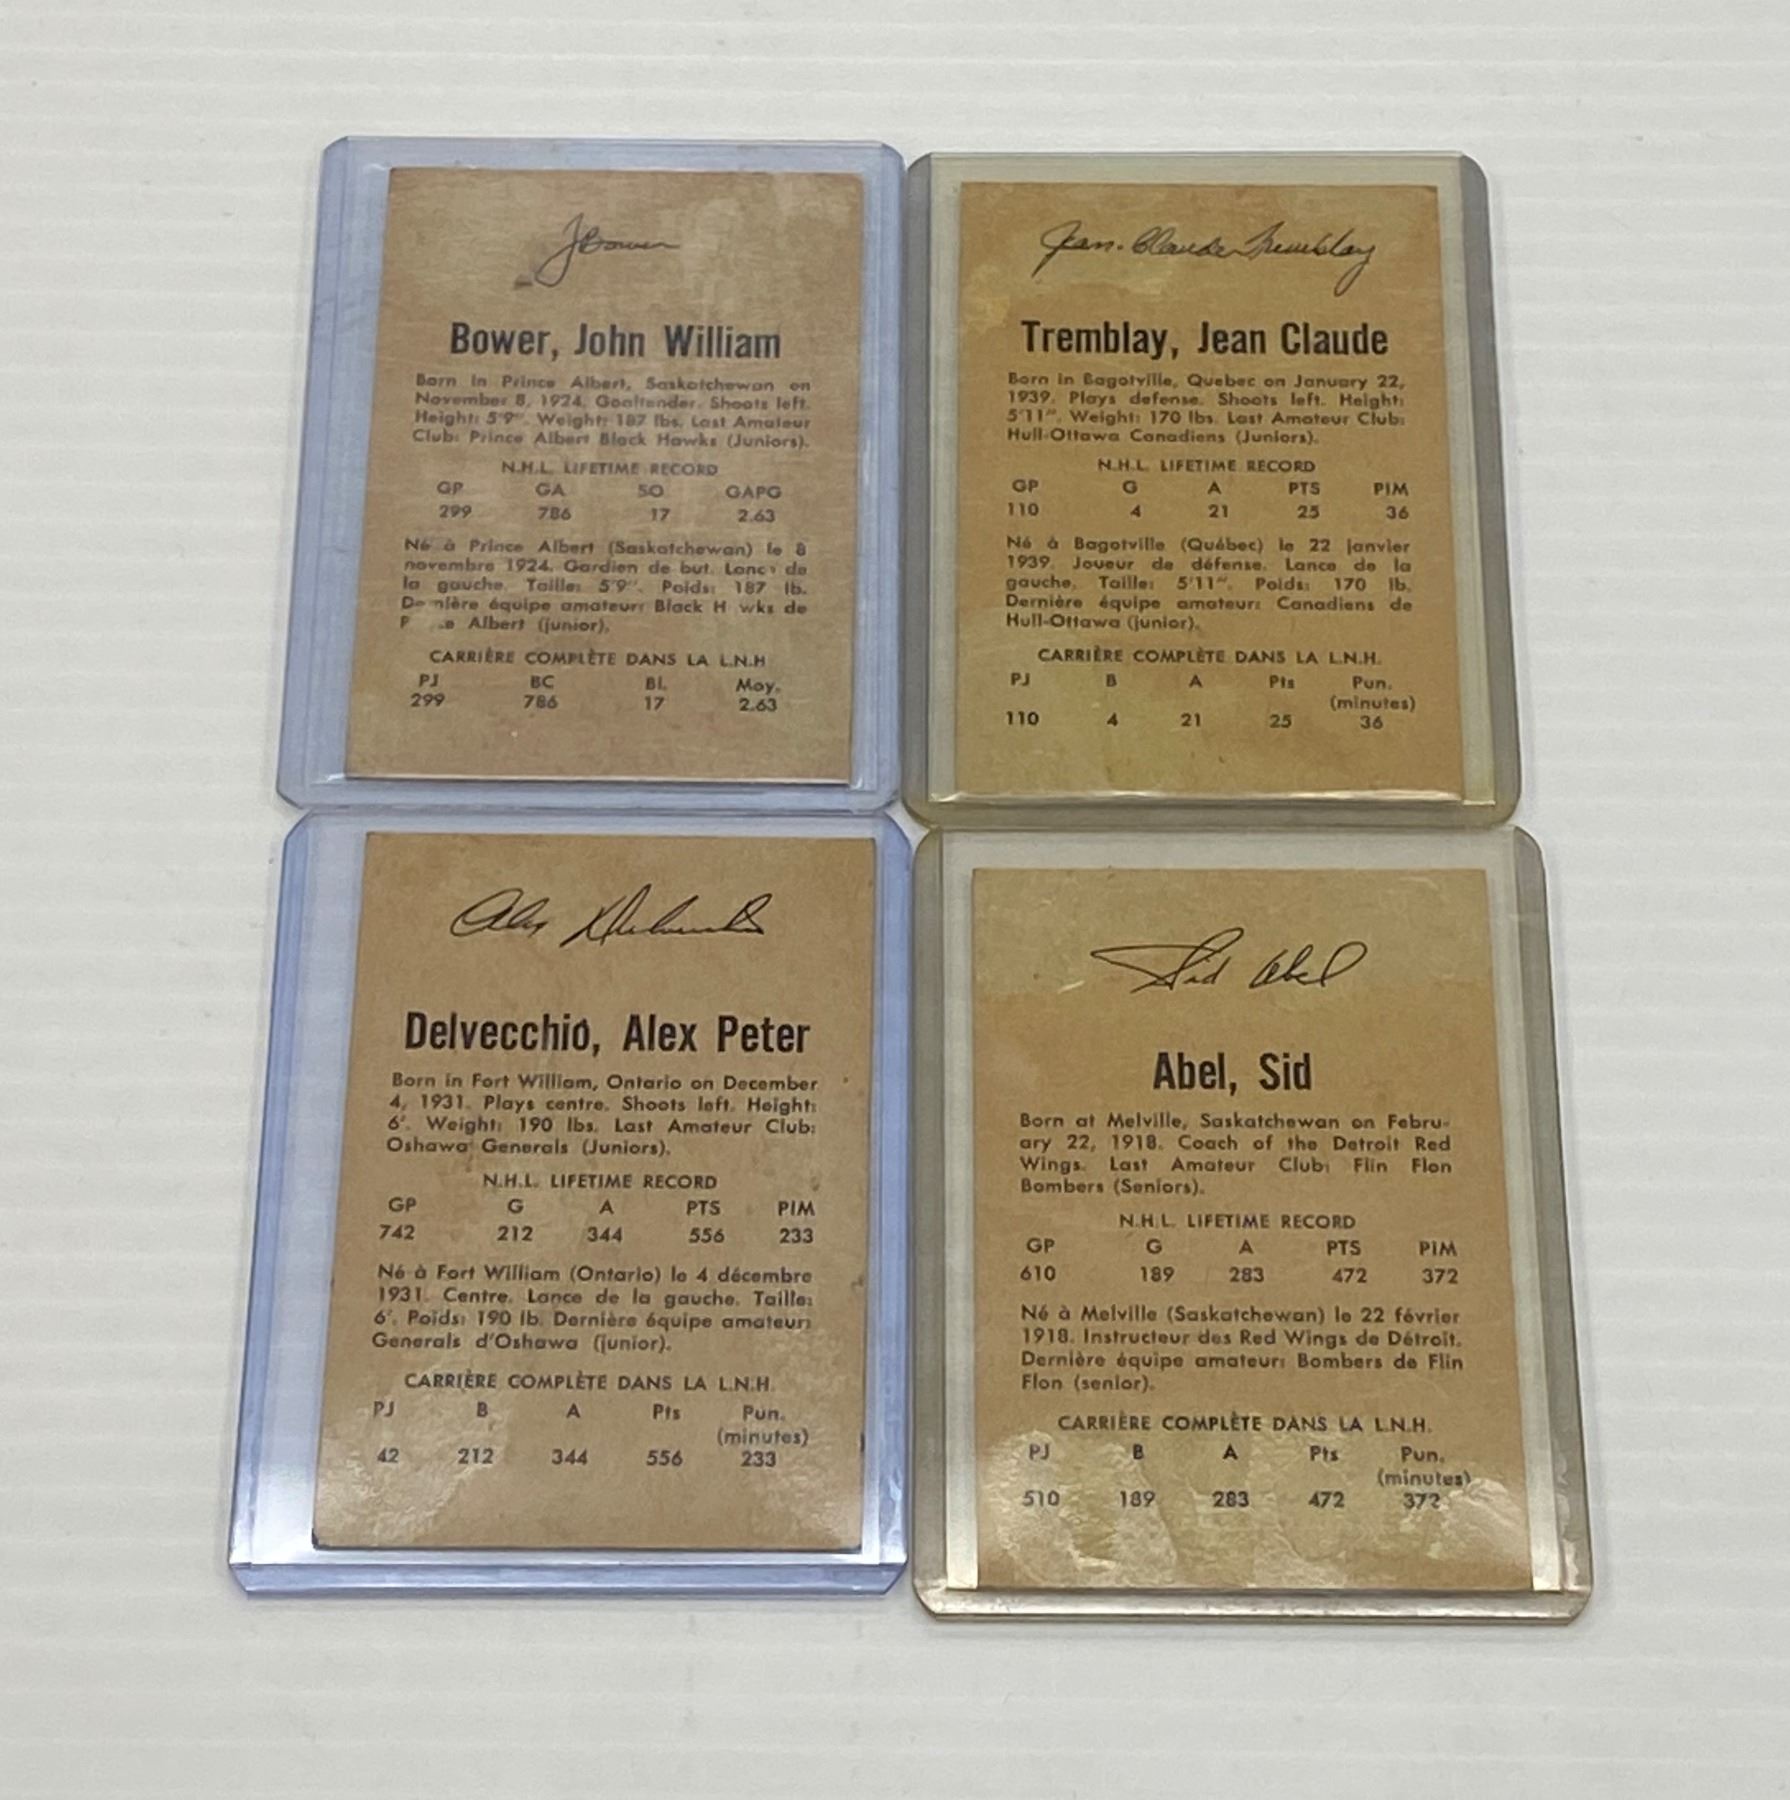 JBower
Bower, John William
Born in Prince Albert, Saskatchewan on
November 8, 1924. Goaltender. Shoots left.
Height: 5'9". Weight: 187 lbs. Last Amateur
Club: Prince Albert Black Hawks (Juniors).
N.H.L. LIFETIME RECORD
GP GA SO GAPG
299 786 17 2.63
Né à Prince Albert (Saskatchewan) le 8
novembre 1924. Gardien de but. Lance de
la gauche. Taille: 5'9". Poids: 187 lb.
De nière équipe amateur: Black H wks de
P e Albert (junior).
CARRIÈRE COMPLÈTE DANS LA L.N.H
PJ BC Bl. Moy.
299 786 17 2.63
Jean-Claude Tremblay
Tremblay, Jean Claude
Born in Bagotville, Quebec on January 22,
1939. Plays defense. Shoots left. Height:
5'11". Weight: 170 lbs. Last Amateur Club:
Hull-Ottawa Canadiens (Juniors).
N.H.L. LIFETIME RECORD
GP G A PTS PIM
110 4 21 25 36
Né à Bagotville (Québec) le 22 janvier
1939. Joueur de défense. Lance de la
gauche. Taille: 5'11". Poids: 170 lb.
Dernière équipe amateur: Canadiens de
Hull-Ottawa (junior).
CARRIÈRE COMPLÈTE DANS LA L.N.H.
PJ B A Pts Pun.
(minutes)
110 4 21 25 36
Alex Delvecchio
Delvecchio, Alex Peter
Born in Fort William, Ontario on December
4, 1931. Plays centre. Shoots left. Height:
6'. Weight: 190 lbs. Last Amateur Club:
Oshawa Generals (Juniors).
N.H.L. LIFETIME RECORD
GP G A PTS PIM
742 212 344 556 233
Né à Fort William (Ontario) le 4 décembre
1931. Centre. Lance de la gauche. Taille:
6'. Poids: 190 lb. Dernière équipe amateur:
Generals d'Oshawa (junior).
CARRIÈRE COMPLÈTE DANS LA L.N.H.
PJ B A Pts Pun.
(minutes)
42 212 344 556 233
Sid Abel
Abel, Sid
Born at Melville, Saskatchewan on Febru-
ary 22, 1918. Coach of the Detroit Red
Wings. Last Amateur Club: Flin Flon
Bombers (Seniors).
N.H.L. LIFETIME RECORD
GP G A PTS PIM
610 189 283 472 372
Né à Melville (Saskatchewan) le 22 février
1918. Instructeur des Red Wings de Détroit.
Dernière équipe amateur: Bombers de Flin
Flon (senior).
CARRIÈRE COMPLÈTE DANS LA L.N.H.
PJ B A Pts Pun.
(minutes)
510 189 283 472 372